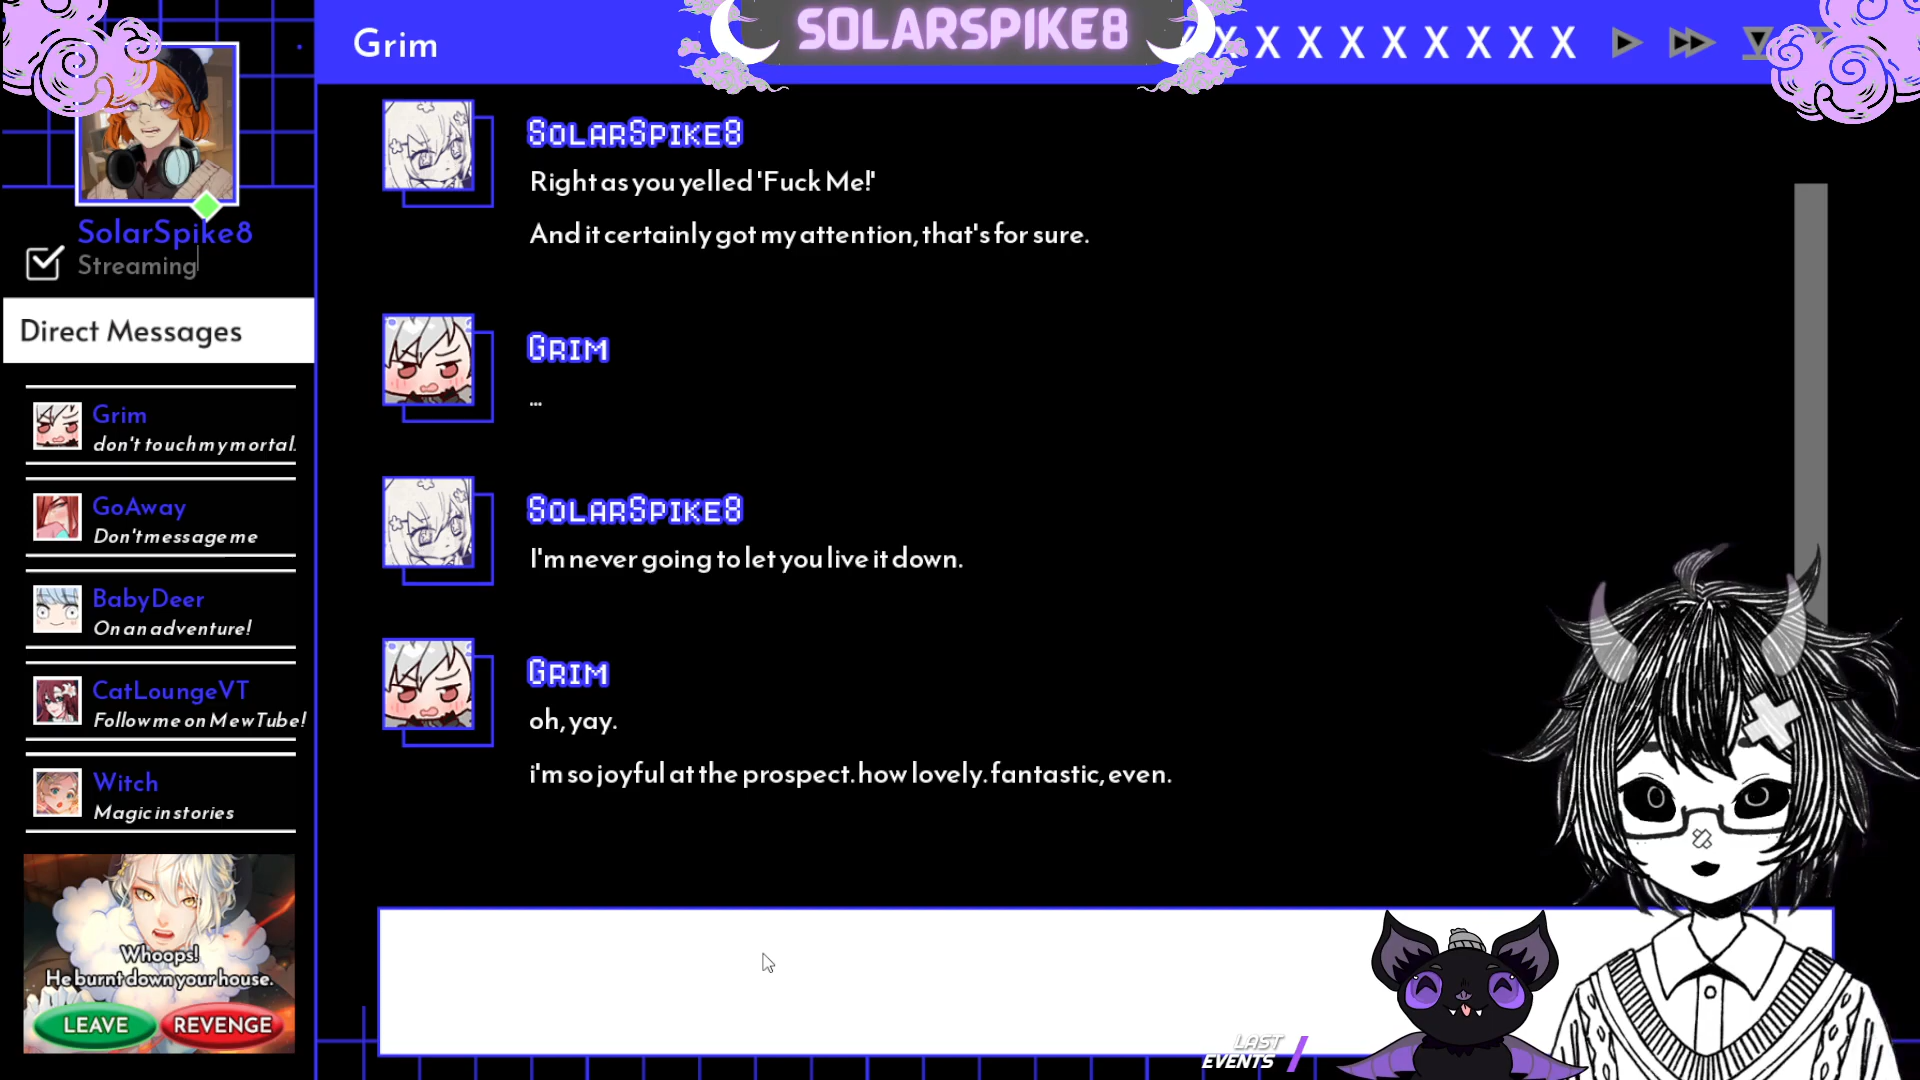 SOLARSPIKE8
Grim
X X X X X X X X X
SolarSpike8
Streaming
Direct Messages
Grim
don't touch my mortal.
GoAway
Don't message me
BabyDeer
On an adventure!
CatLoungeVT
Follow me on MewTube!
Witch
Magic in stories
Whoops!
He burnt down your house.
LEAVE
REVENGE
SolarSpike8
Right as you yelled 'Fuck Me!'
And it certainly got my attention, that's for sure.
Grim
...
SolarSpike8
I'm never going to let you live it down.
Grim
oh, yay.
i'm so joyful at the prospect. how lovely. fantastic, even.
LAST
EVENTS /